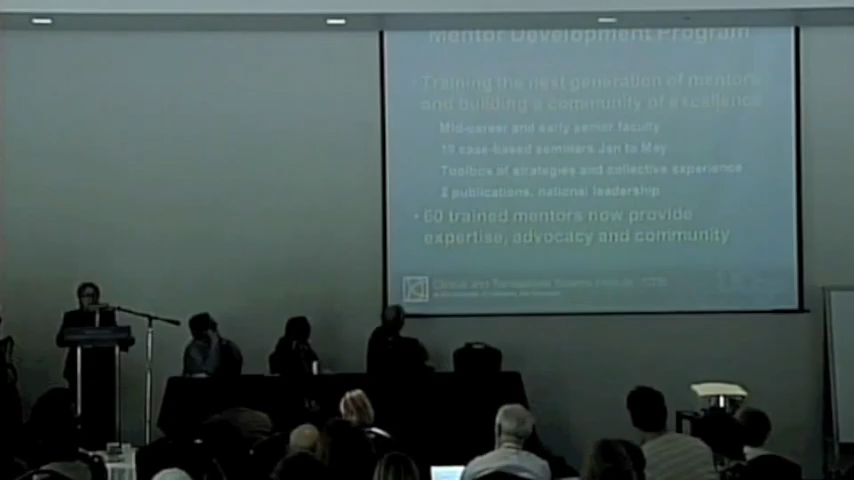 Mentor Development Program
• Training the next generation of mentors
and building a community of excellence
Mid-career and early senior faculty
case-based seminars Jan to May
Toolbox of strategies and collective experience
2 publications, national leadership
• 60 trained mentors now provide
expertise, advocacy and community
Clinical and Translational Science Institute